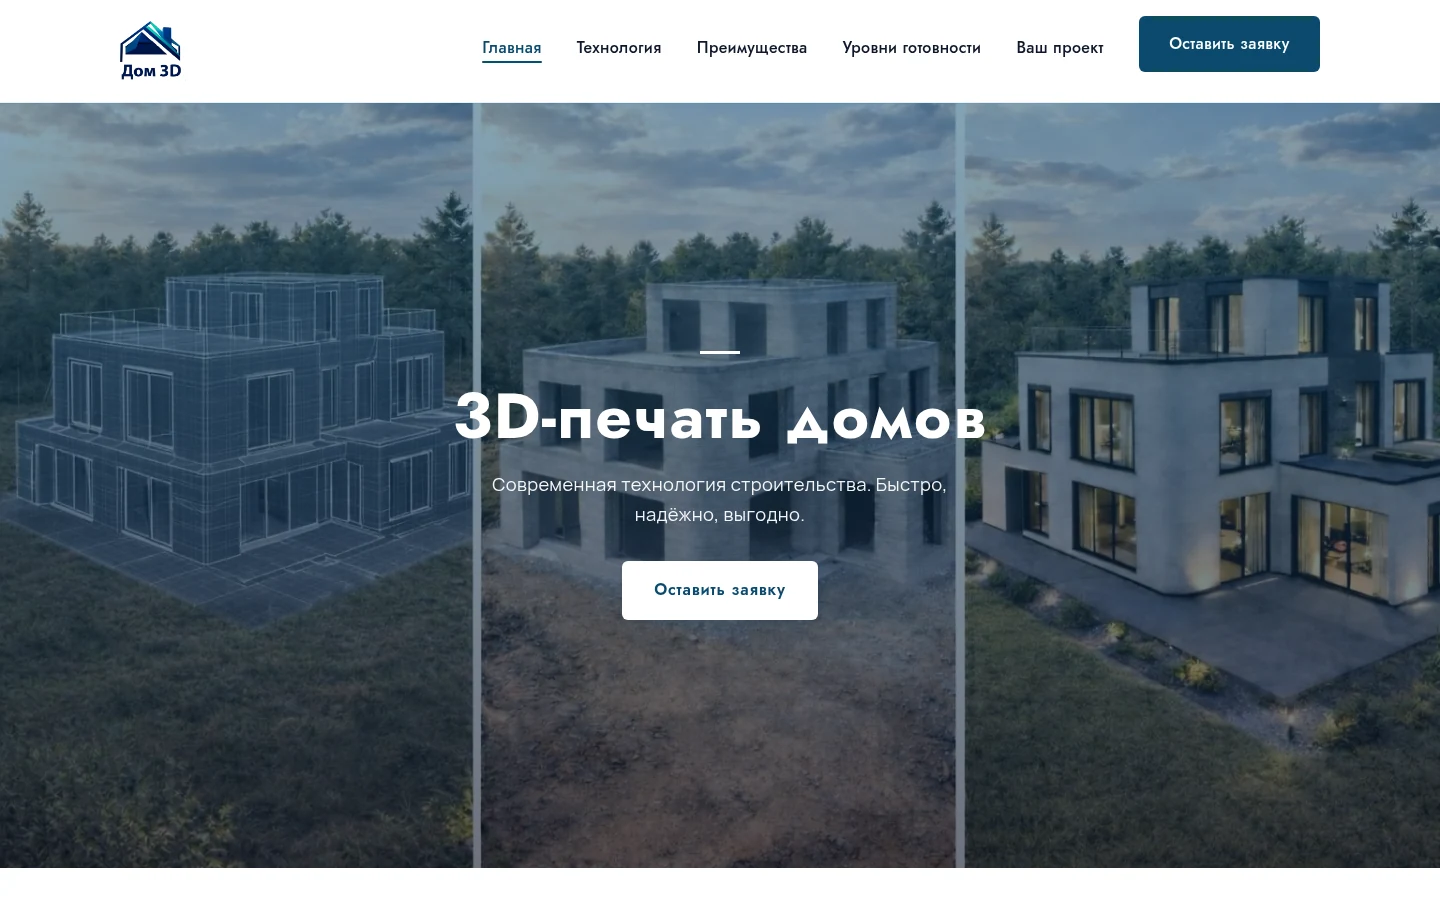 Дом 3D
Главная
Технология
Преимущества
Уровни готовности
Ваш проект
Оставить заявку
3D-печать домов
Современная технология строительства. Быстро,
надёжно, выгодно.
Оставить заявку